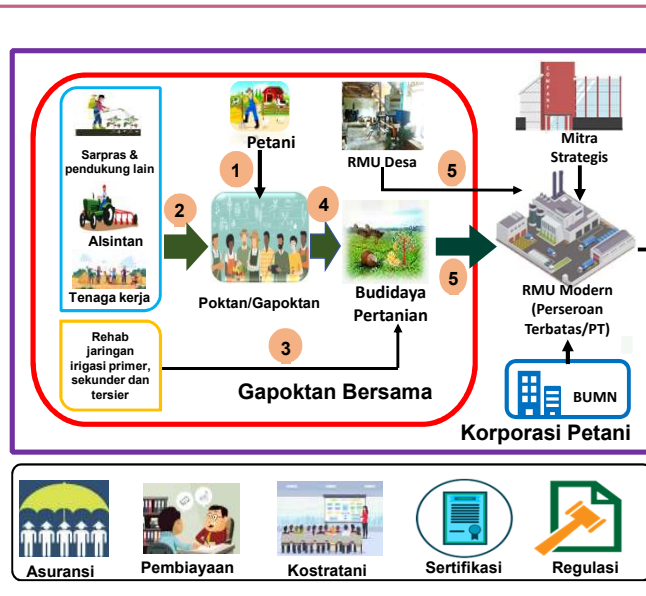 Sarpras &
pendukung lain
Alsintan
Tenaga kerja
Rehab
jaringan
irigasi primer,
sekunder dan
tersier
2
Petani
1
Poktan/Gapoktan
4
3
RMU Desa
5
Budidaya
Pertanian
5
Gapoktan Bersama
COMPANY
Mitra
Strategis
RMU Modern
(Perseroan
Terbatas/PT)
BUMN
Korporasi Petani
Asuransi
Pembiayaan
Kostratani
Sertifikasi
Regulasi